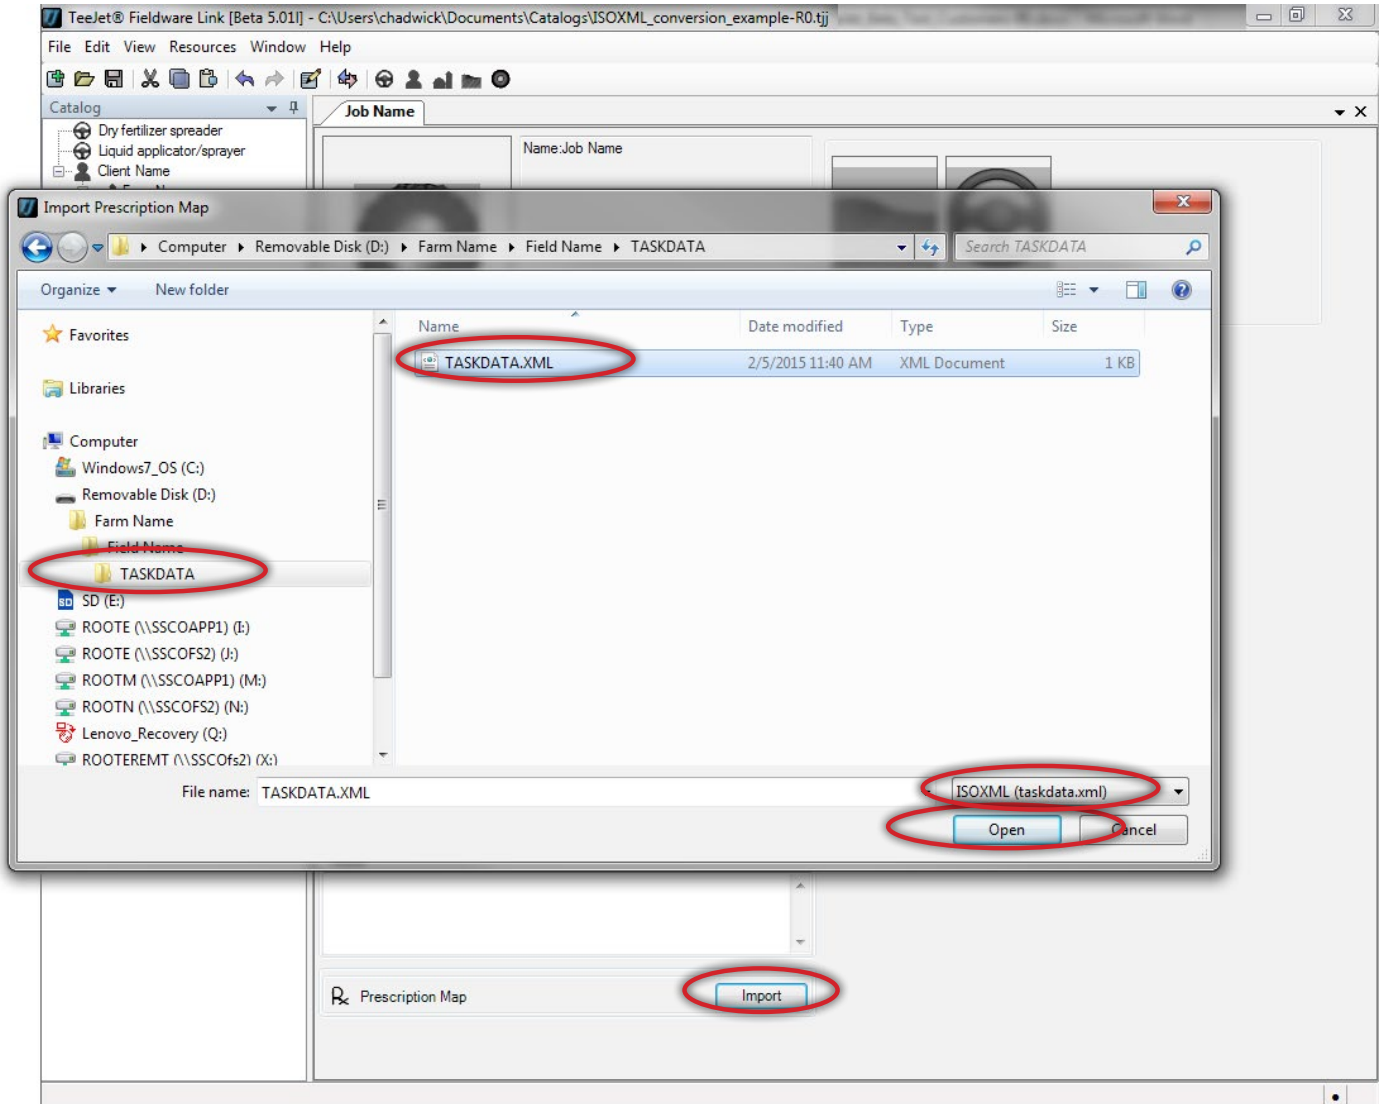 TeeJet® Fieldware Link [Beta 5.01I] - C:\Users\chadwick\Documents\Catalogs\ISOXML_conversion_example-R0.tjj
File Edit View Resources Window Help
Catalog
Job Name
Dry fertilizer spreader
Liquid applicator/sprayer
Client Name
Name:Job Name
Import Prescription Map
Computer Removable Disk (D:) Farm Name Field Name TASKDATA
Search TASKDATA
Organize New folder
Name Date modified Type Size
Favorites
TASKDATA.XML 2/5/2015 11:40 AM XML Document 1 KB
Libraries
Computer
Windows7_OS (C:)
Removable Disk (D:)
Farm Name
Field Name
TASKDATA
SD (E:)
ROOTE (\\SSCOAPP1) (I:)
ROOTE (\\SSCOFS2) (J:)
ROOTM (\\SSCOAPP1) (M:)
ROOTN (\\SSCOFS2) (N:)
Lenovo_Recovery (Q:)
ROOTEREMT (\\SSCOfs2) (X:)
File name: TASKDATA.XML
ISOXML (taskdata.xml)
Open Cancel
Rx Prescription Map Import